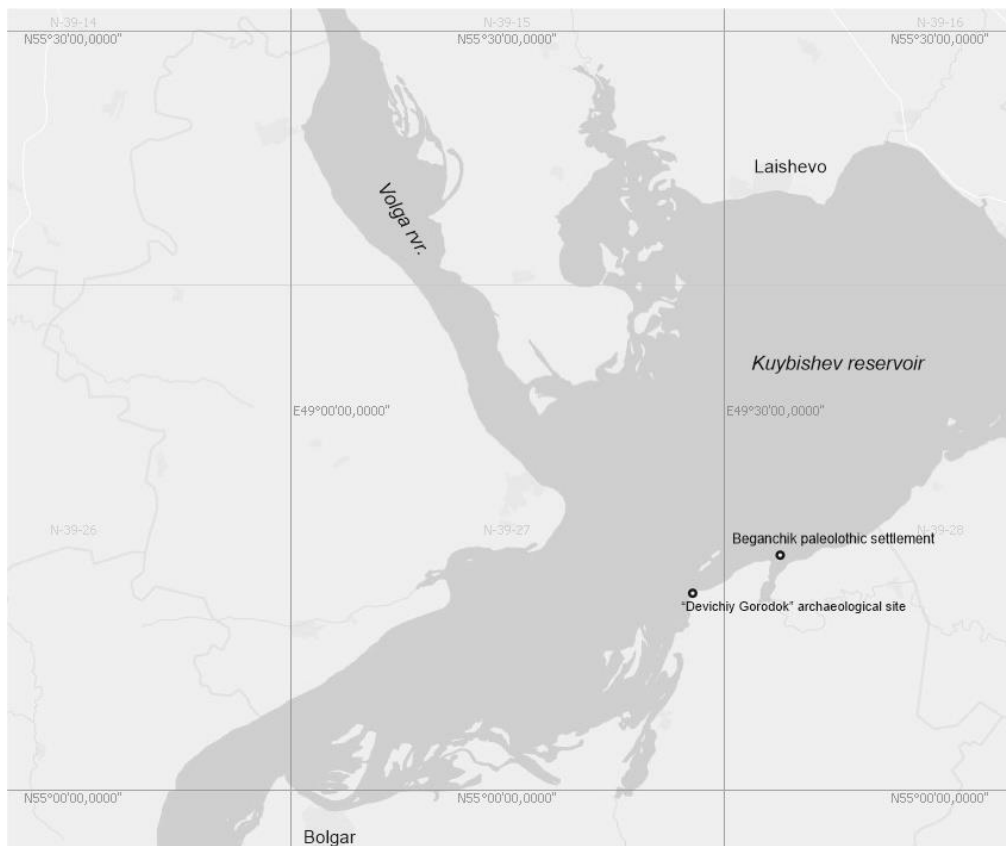 N-39-14
N-39-15
N-39-16
N55°30'00,0000"
N55°30'00,0000"
N55°30'00,0000"
Laishevo
Volga rvr.
Kuybishev reservoir
E49°00'00,0000"
E49°30'00,0000"
N-39-26
N-39-27
N-39-28
Beganchik paleolothic settlement
“Devichiy Gorodok” archaeological site
N55°00'00,0000"
N55°00'00,0000"
N55°00'00,0000"
Bolgar